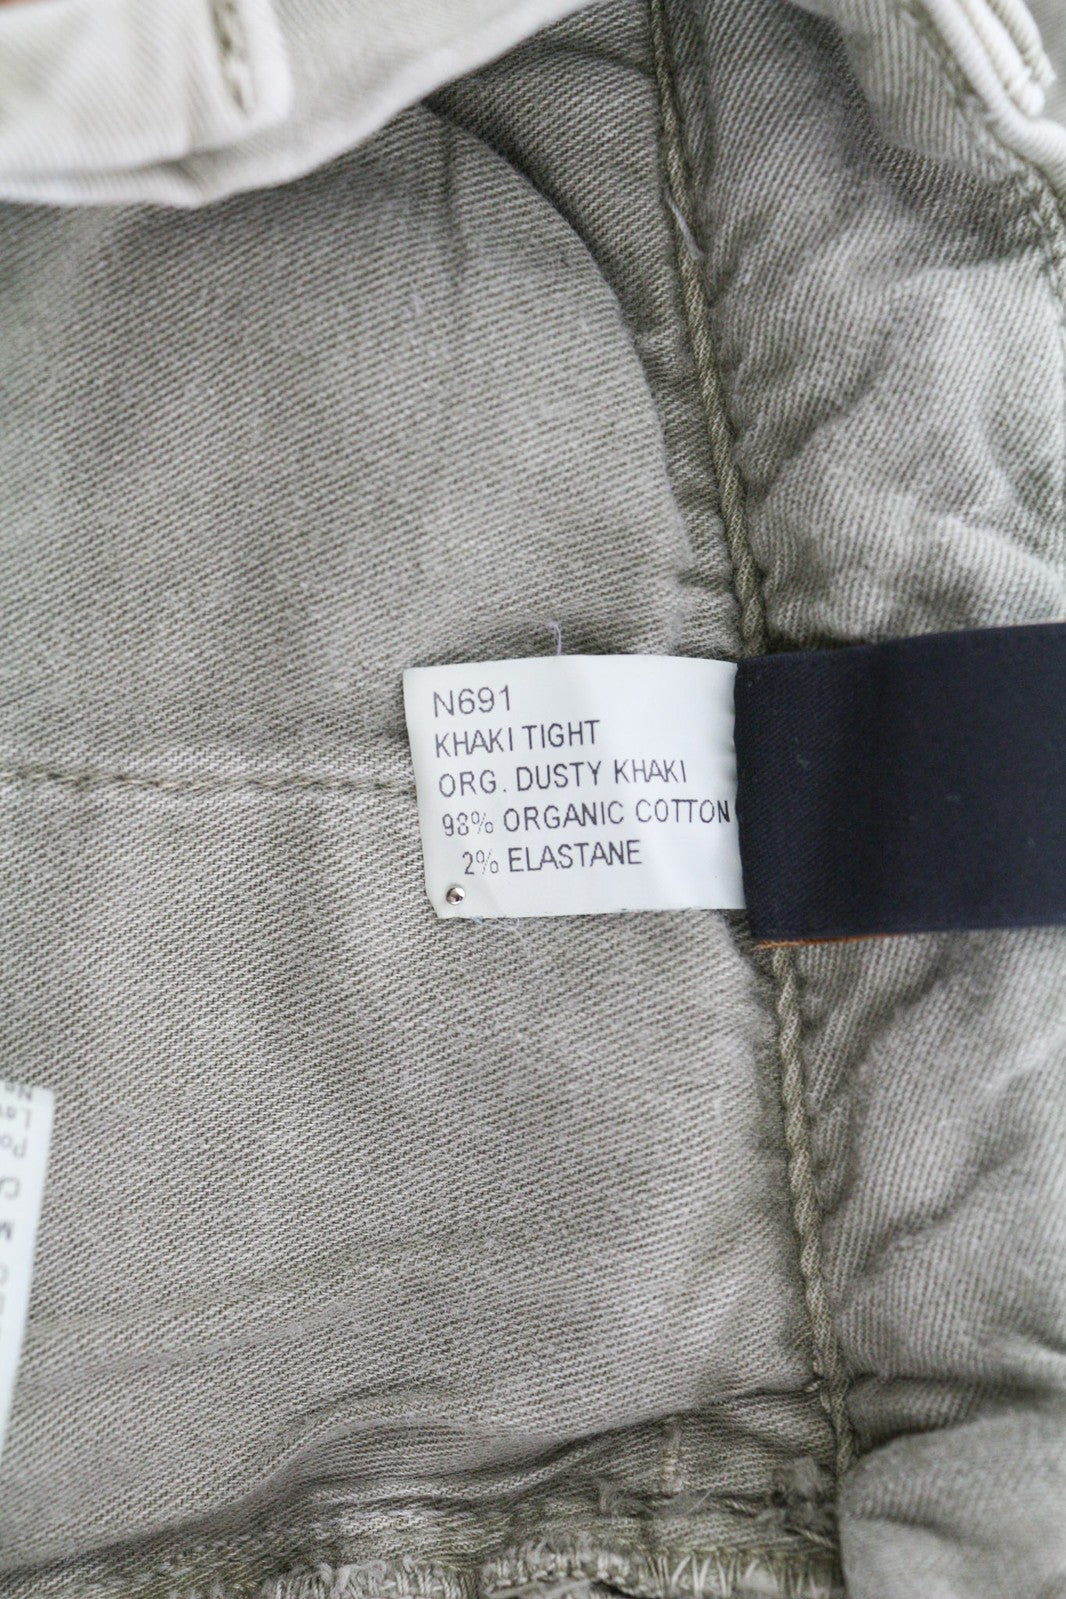 N691
KHAKI TIGHT
ORG. DUSTY KHAKI
98% ORGANIC COTTON
2% ELASTANE